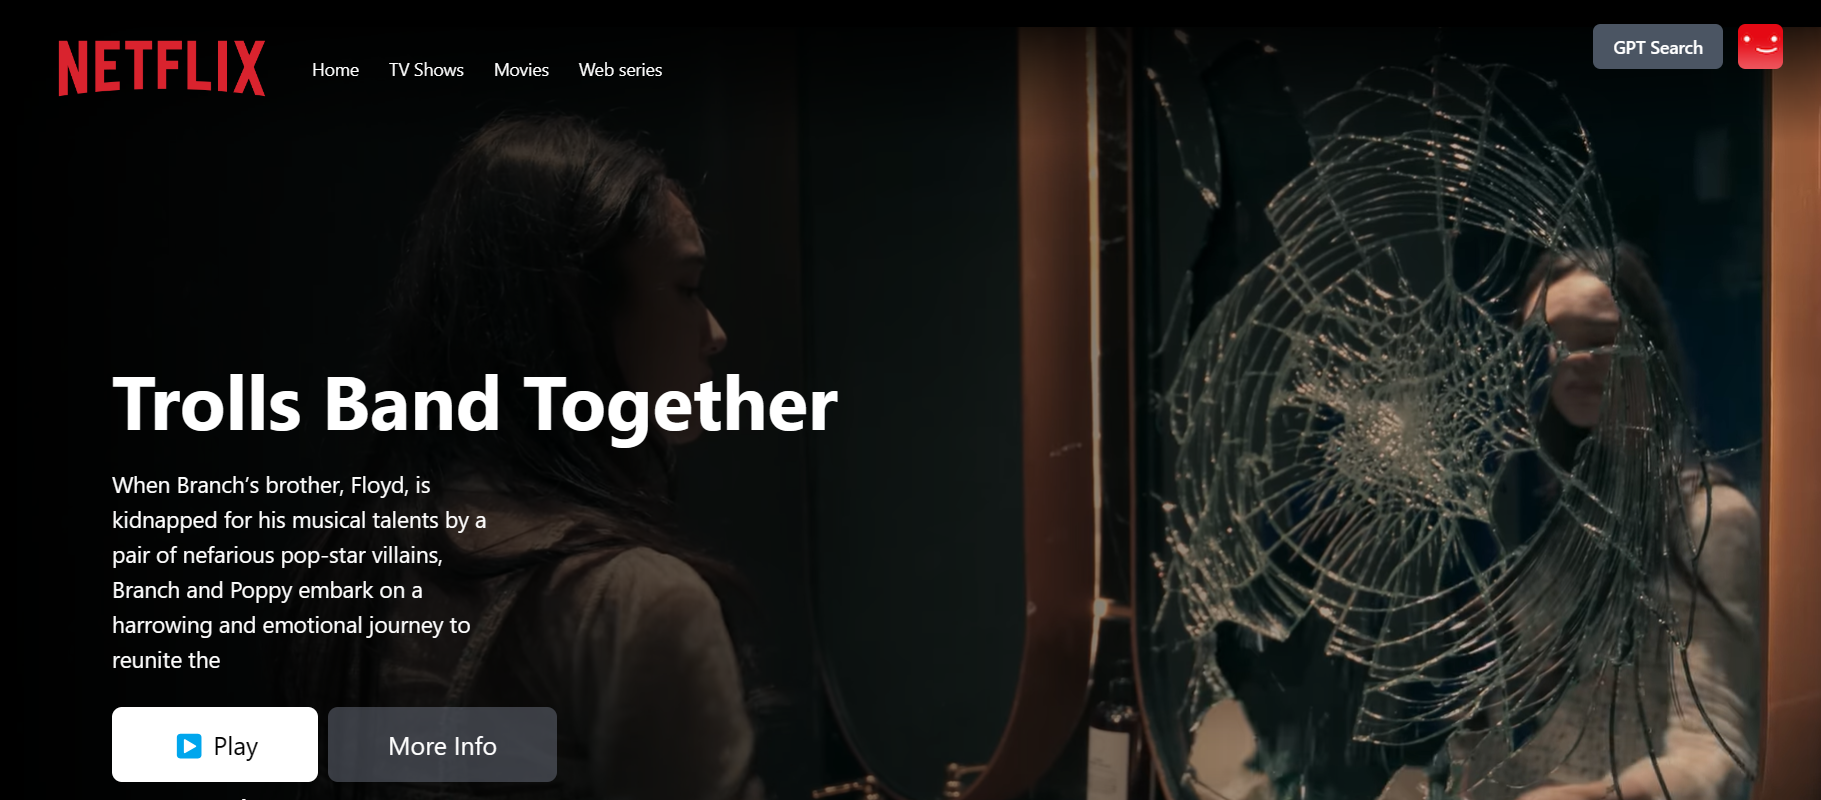 NETFLIX
Home TV Shows Movies Web series
GPT Search
Trolls Band Together
When Branch’s brother, Floyd, is
kidnapped for his musical talents by a
pair of nefarious pop-star villains,
Branch and Poppy embark on a
harrowing and emotional journey to
reunite the
Play
More Info